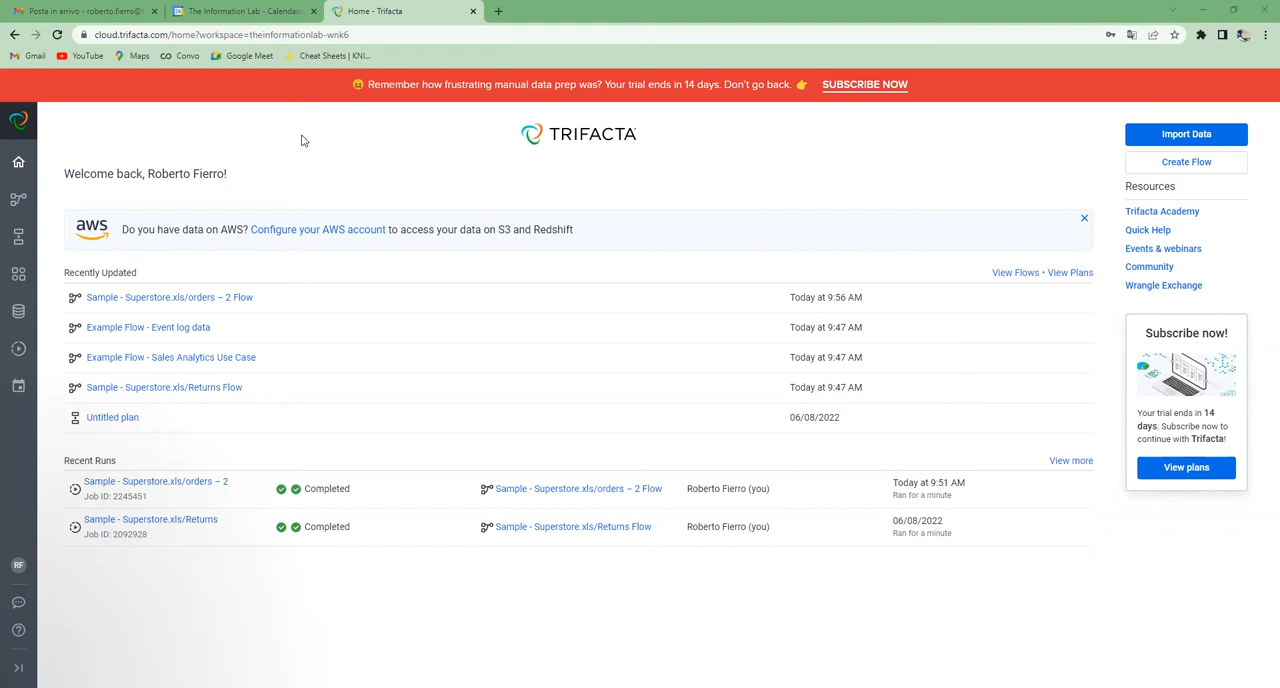 Posta in arrivo - roberto.fierro@
The Information Lab - Calendario
Home - Trifacta
cloud.trifacta.com/home?workspace=theinformationlab-wnk6
Gmail
YouTube
Maps
Convo
Google Meet
Cheat Sheets | KNI...
Remember how frustrating manual data prep was? Your trial ends in 14 days. Don't go back. SUBSCRIBE NOW
TRIFACTA
Import Data
Create Flow
Welcome back, Roberto Fierro!
Resources
Trifacta Academy
Quick Help
Events & webinars
Community
Wrangle Exchange
aws Do you have data on AWS? Configure your AWS account to access your data on S3 and Redshift
Recently Updated View Flows • View Plans
Sample - Superstore.xls/orders – 2 Flow Today at 9:56 AM
Example Flow - Event log data Today at 9:47 AM
Example Flow - Sales Analytics Use Case Today at 9:47 AM
Sample - Superstore.xls/Returns Flow Today at 9:47 AM
Untitled plan 06/08/2022
Subscribe now!
Your trial ends in 14
days. Subscribe now to
continue with Trifacta!
View plans
Recent Runs View more
Sample - Superstore.xls/orders – 2
Job ID: 2245451
Completed
Sample - Superstore.xls/orders – 2 Flow
Roberto Fierro (you)
Today at 9:51 AM
Ran for a minute
Sample - Superstore.xls/Returns
Job ID: 2092928
Completed
Sample - Superstore.xls/Returns Flow
Roberto Fierro (you)
06/08/2022
Ran for a minute
RF